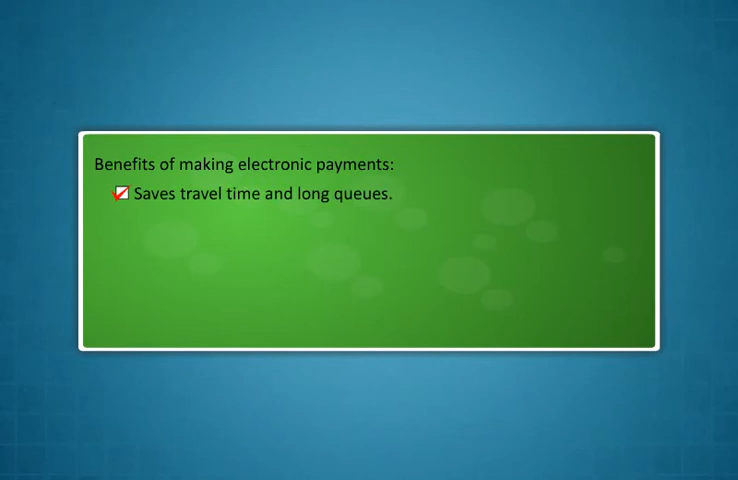 Benefits of making electronic payments:
Saves travel time and long queues.